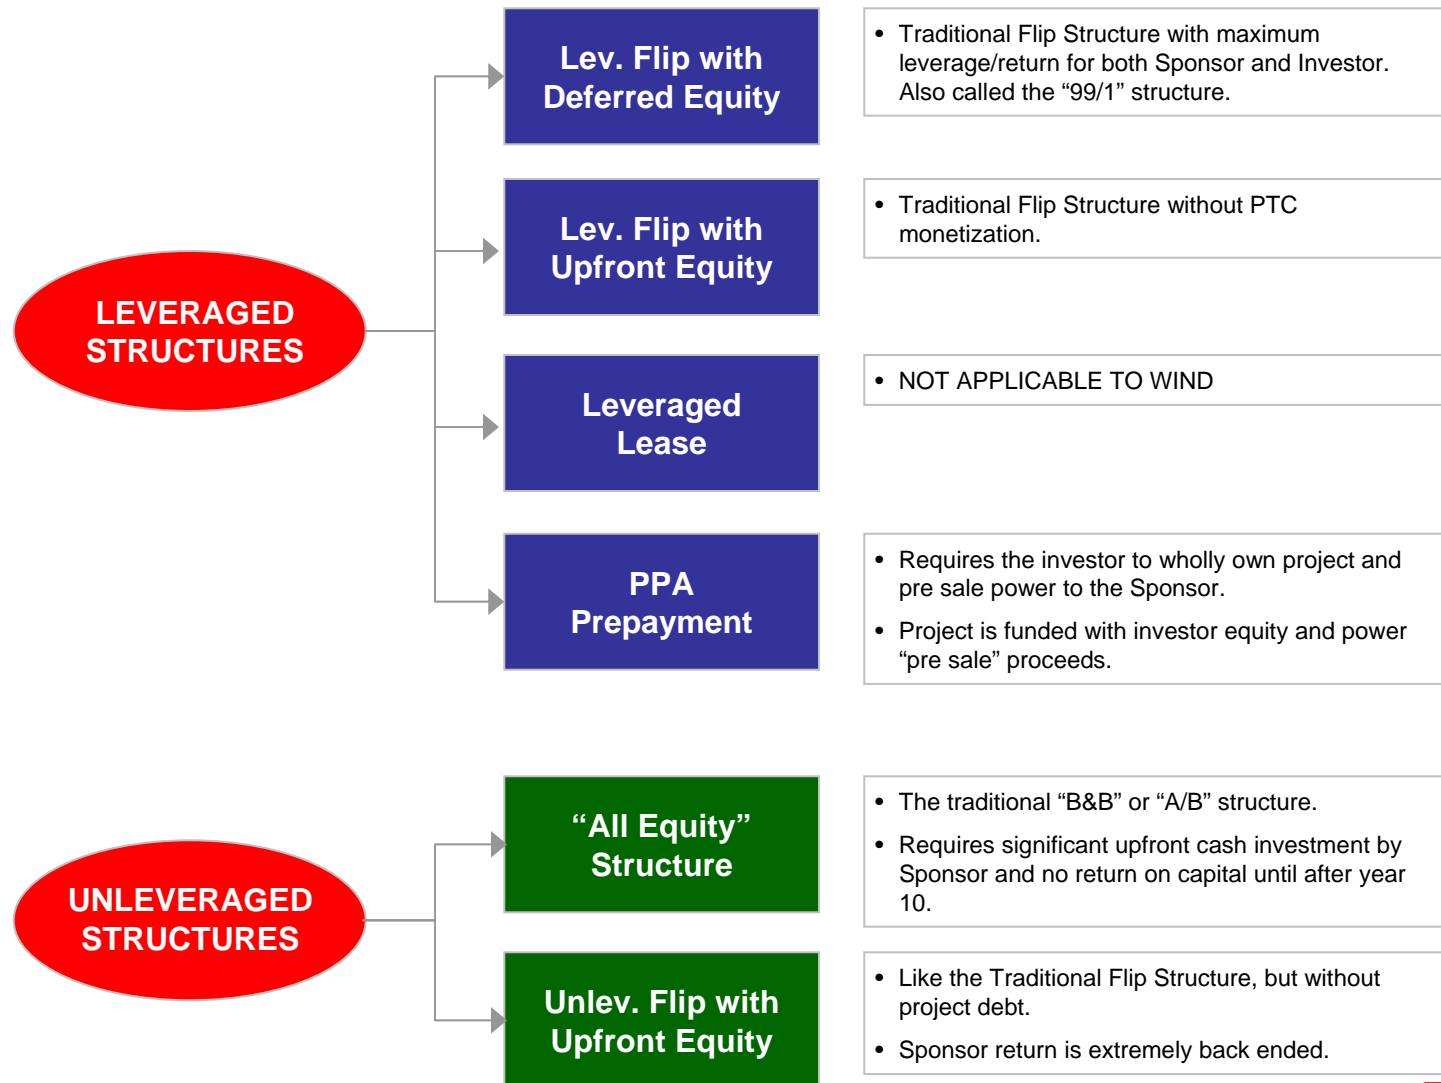 Lev. Flip with
Deferred Equity
• Traditional Flip Structure with maximum
leverage/return for both Sponsor and Investor.
Also called the “99/1” structure.
Lev. Flip with
Upfront Equity
• Traditional Flip Structure without PTC
monetization.
LEVERAGED
STRUCTURES
Leveraged
Lease
• NOT APPLICABLE TO WIND
PPA
Prepayment
• Requires the investor to wholly own project and
pre sale power to the Sponsor.
• Project is funded with investor equity and power
“pre sale” proceeds.
“All Equity”
Structure
• The traditional “B&B” or “A/B” structure.
• Requires significant upfront cash investment by
Sponsor and no return on capital until after year
10.
UNLEVERAGED
STRUCTURES
Unlev. Flip with
Upfront Equity
• Like the Traditional Flip Structure, but without
project debt.
• Sponsor return is extremely back ended.